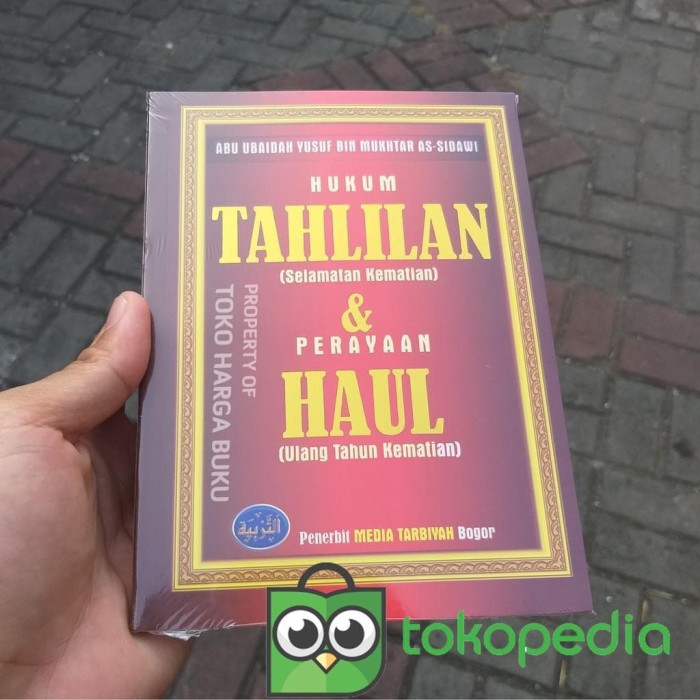 ABU UBAIDAH YUSUF BIN MUKHTAR AS-SIDAWI
HUKUM
TAHLILAN
(Selamatan Kematian)
&
PERAYAAN
HAUL
(Ulang Tahun Kematian)
PROPERTY OF
TOKO HARGA BUKU
التربية
Penerbit MEDIA TARBIYAH Bogor
tokopedia